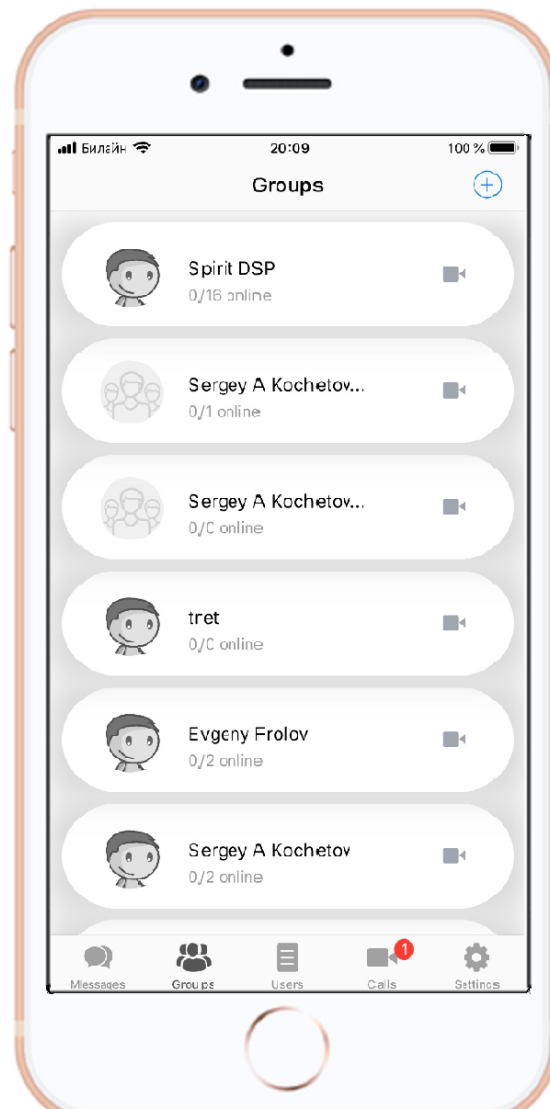 Билайн
20:09
100 %
Groups
Spirit DSP
0/16 online
Sergey A Kochetov...
0/1 online
Sergey A Kochetov...
0/0 online
tret
0/0 online
Evgeny Frolov
0/2 online
Sergey A Kochetov
0/2 online
1
Messages
Groups
Users
Calls
Settings